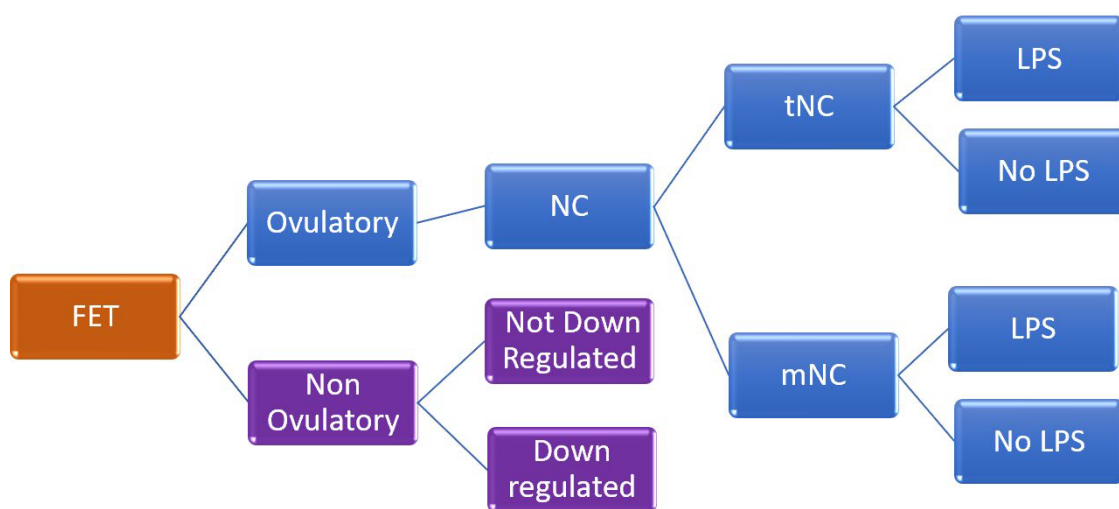 FET
Ovulatory
Non
Ovulatory
NC
Not Down
Regulated
Down
regulated
tNC
mNC
LPS
No LPS
LPS
No LPS